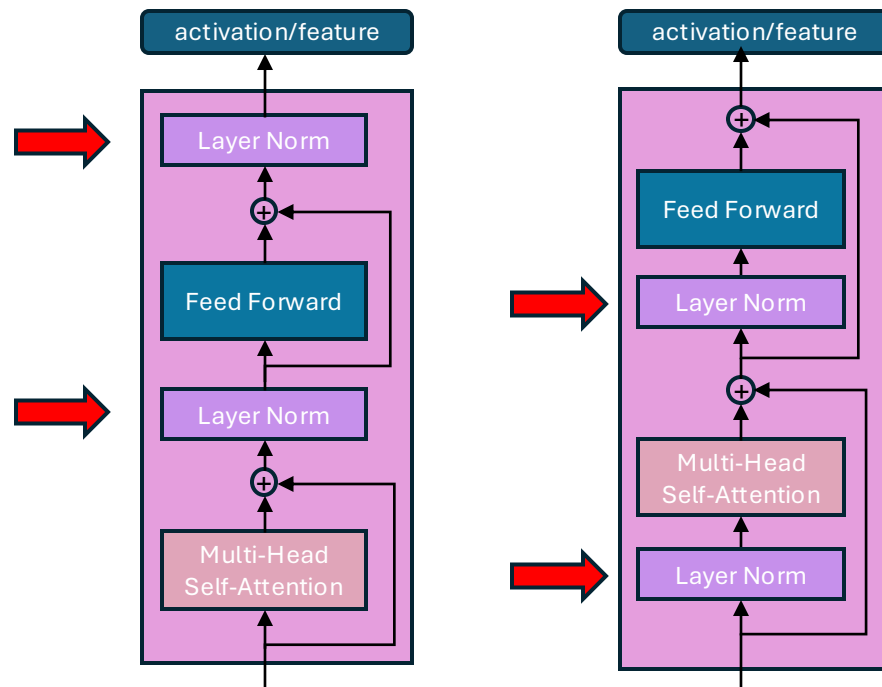 activation/feature
Layer Norm
+
Feed Forward
Layer Norm
+
Multi-Head
Self-Attention
activation/feature
+
Feed Forward
Layer Norm
+
Multi-Head
Self-Attention
Layer Norm